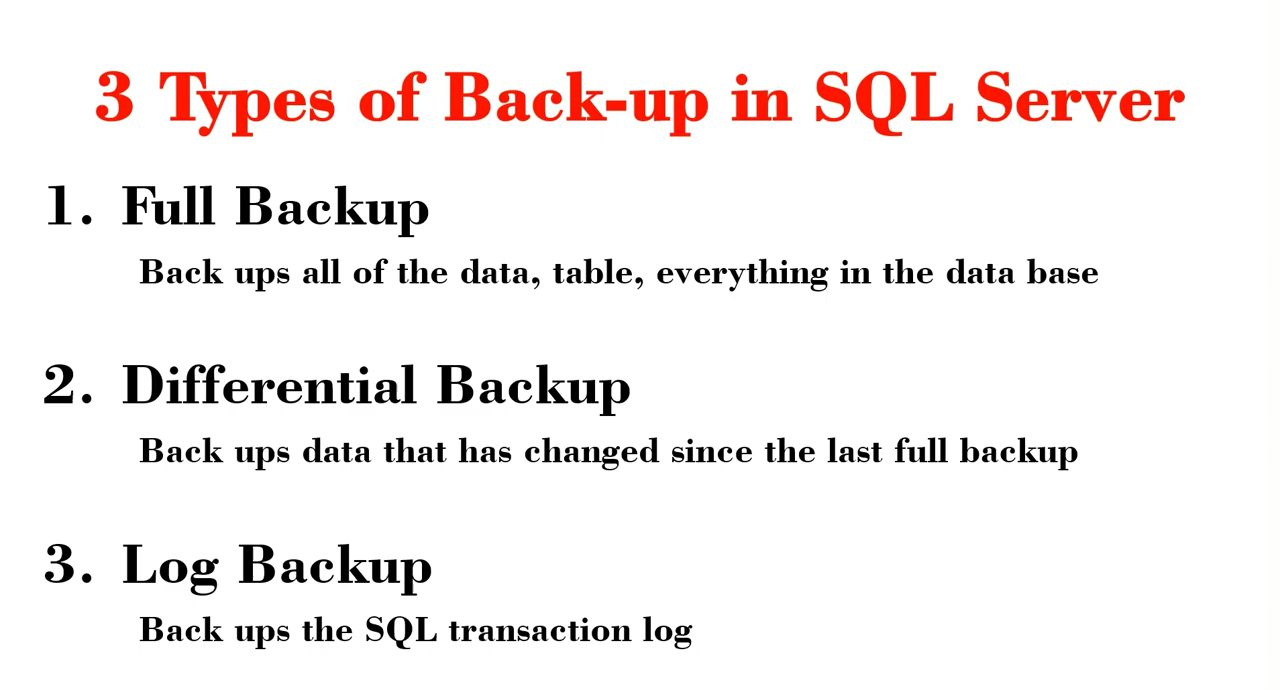 3 Types of Back-up in SQL Server
1. Full Backup
Back ups all of the data, table, everything in the data base
2. Differential Backup
Back ups data that has changed since the last full backup
3. Log Backup
Back ups the SQL transaction log